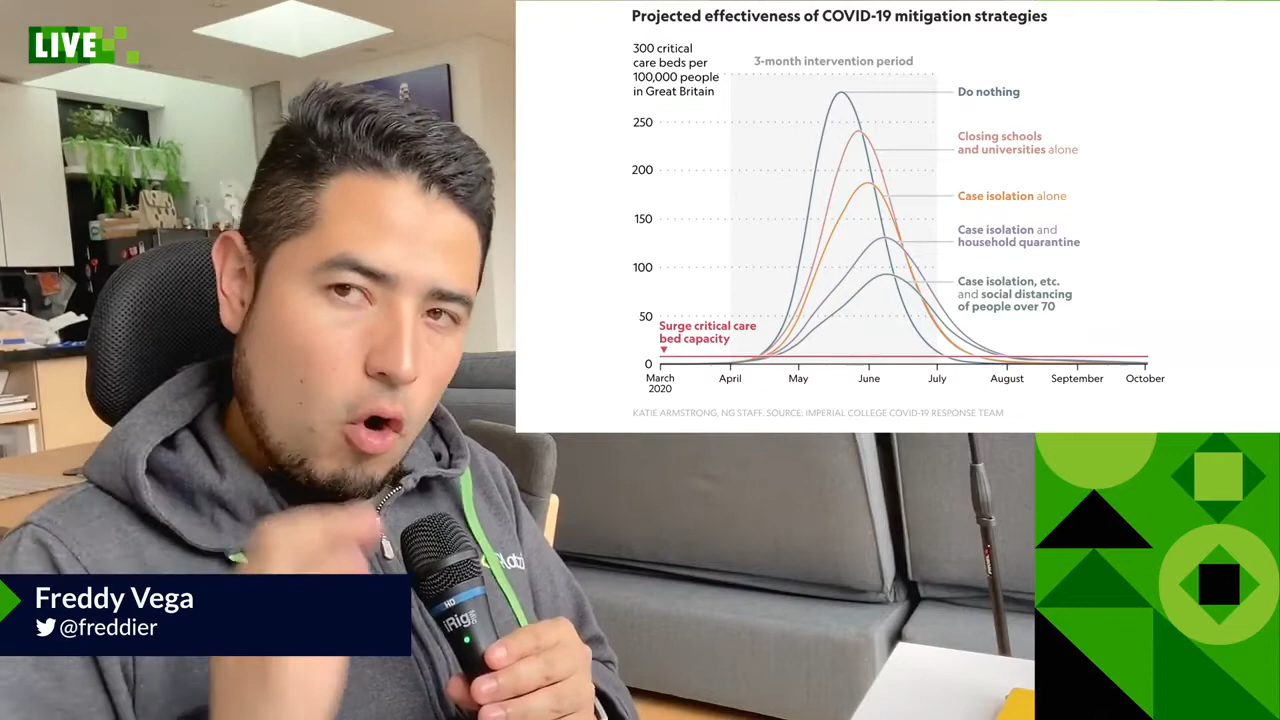 LIVE
Projected effectiveness of COVID-19 mitigation strategies
300 critical
care beds per
100,000 people
in Great Britain
3-month intervention period
250
200
150
100
50
0
Do nothing
Closing schools
and universities alone
Case isolation alone
Case isolation and
household quarantine
Case isolation, etc.
and social distancing
of people over 70
Surge critical care
bed capacity
March
2020
April
May
June
July
August
September
October
KATIE ARMSTRONG, NG STAFF. SOURCE: IMPERIAL COLLEGE COVID-19 RESPONSE TEAM
Freddy Vega
@freddier
HD
iRig